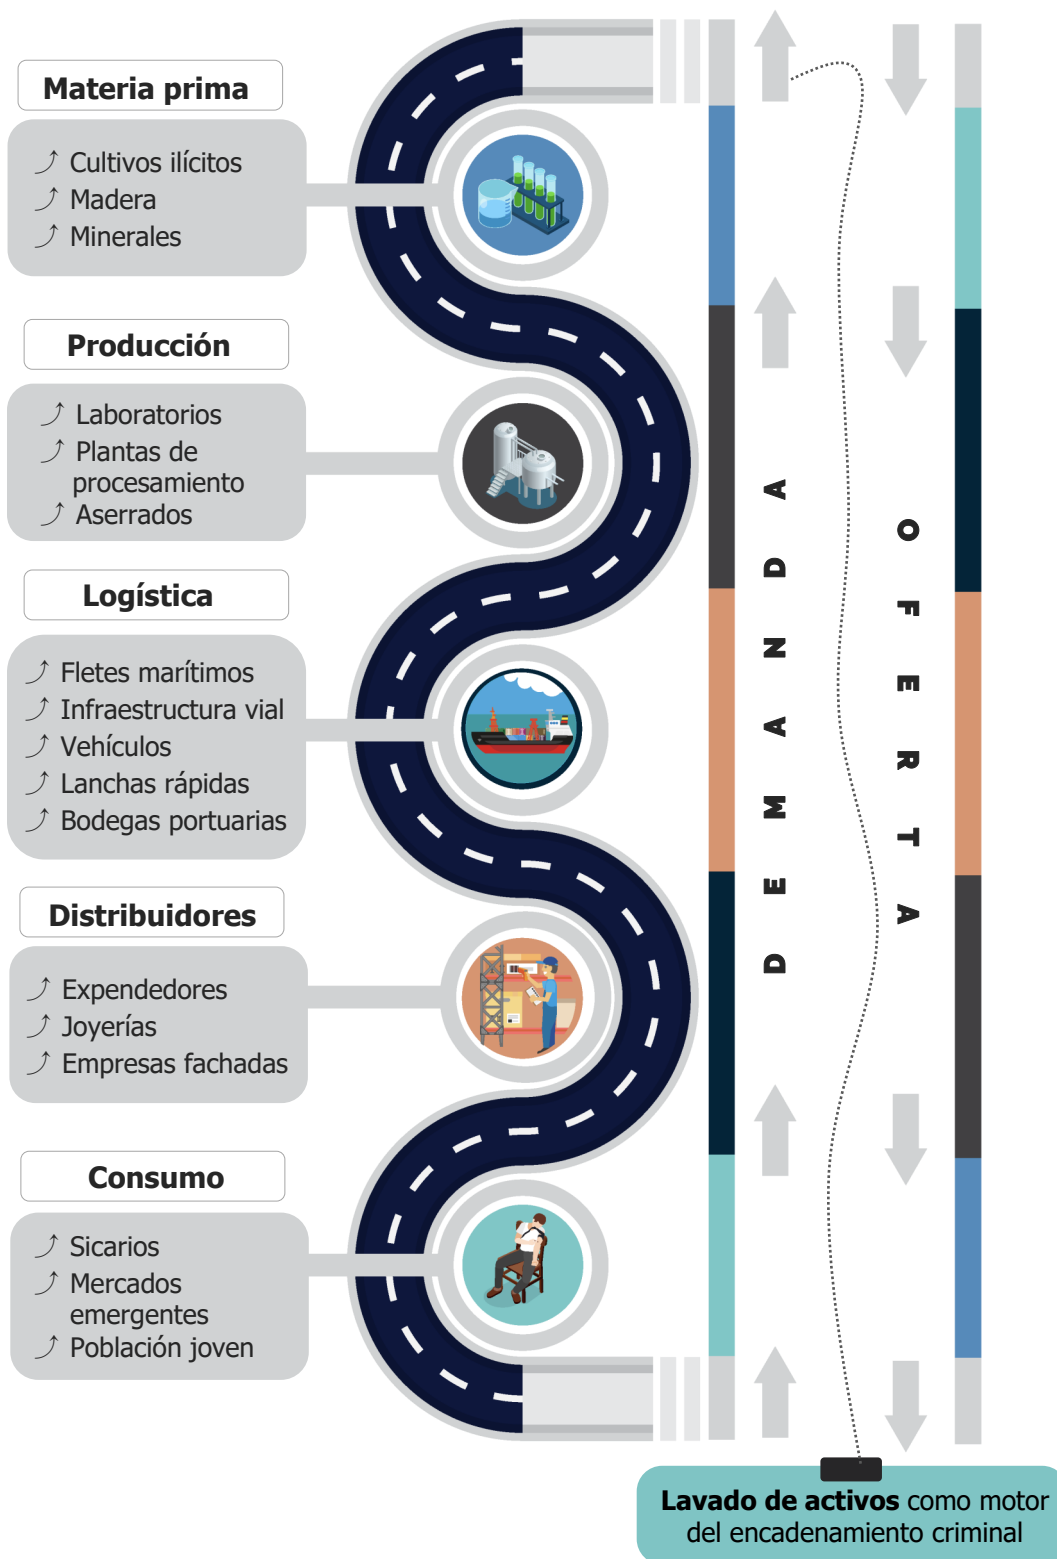 Materia prima
Cultivos ilícitos
Madera
Minerales
Producción
Laboratorios
Plantas de
procesamiento
Aserrados
Logística
Fletes marítimos
Infraestructura vial
Vehículos
Lanchas rápidas
Bodegas portuarias
Distribuidores
Expendedores
Joyerías
Empresas fachadas
Consumo
Sicarios
Mercados
emergentes
Población joven
DEMANDA
OFERTA
Lavado de activos como motor
del encadenamiento criminal